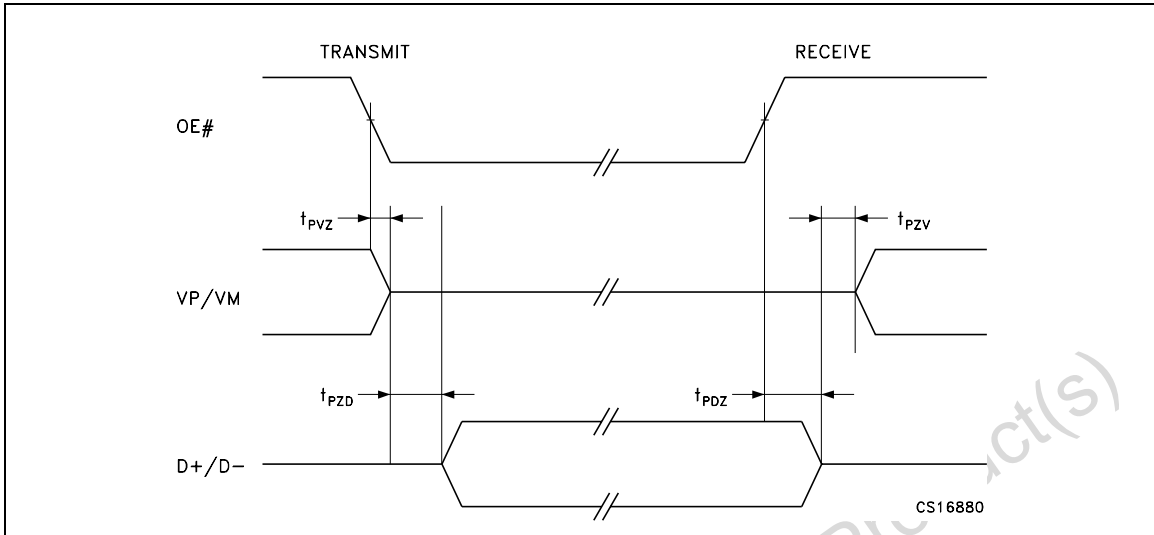 TRANSMIT
RECEIVE
OE#
tPVZ
tPZV
VP/VM
tPZD
tPDZ
D+/D-
CS16880